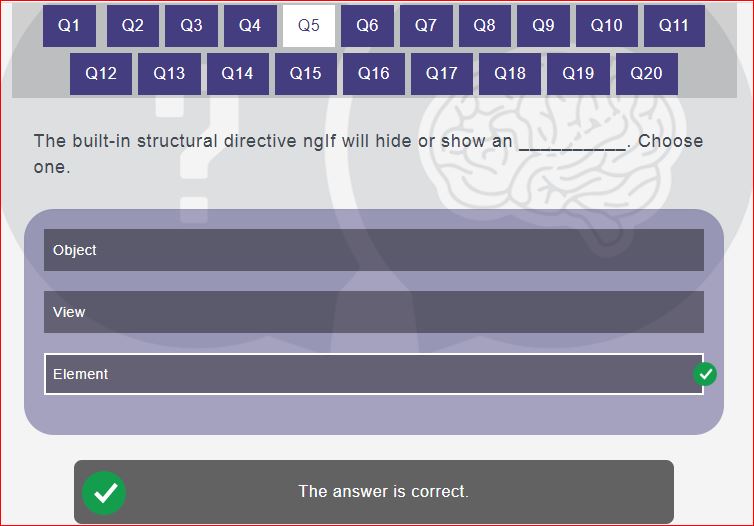 Q1 Q2 Q3 Q4 Q5 Q6 Q7 Q8 Q9 Q10 Q11
Q12 Q13 Q14 Q15 Q16 Q17 Q18 Q19 Q20
The built-in structural directive ngIf will hide or show an __________. Choose
one.
Object
View
Element
The answer is correct.